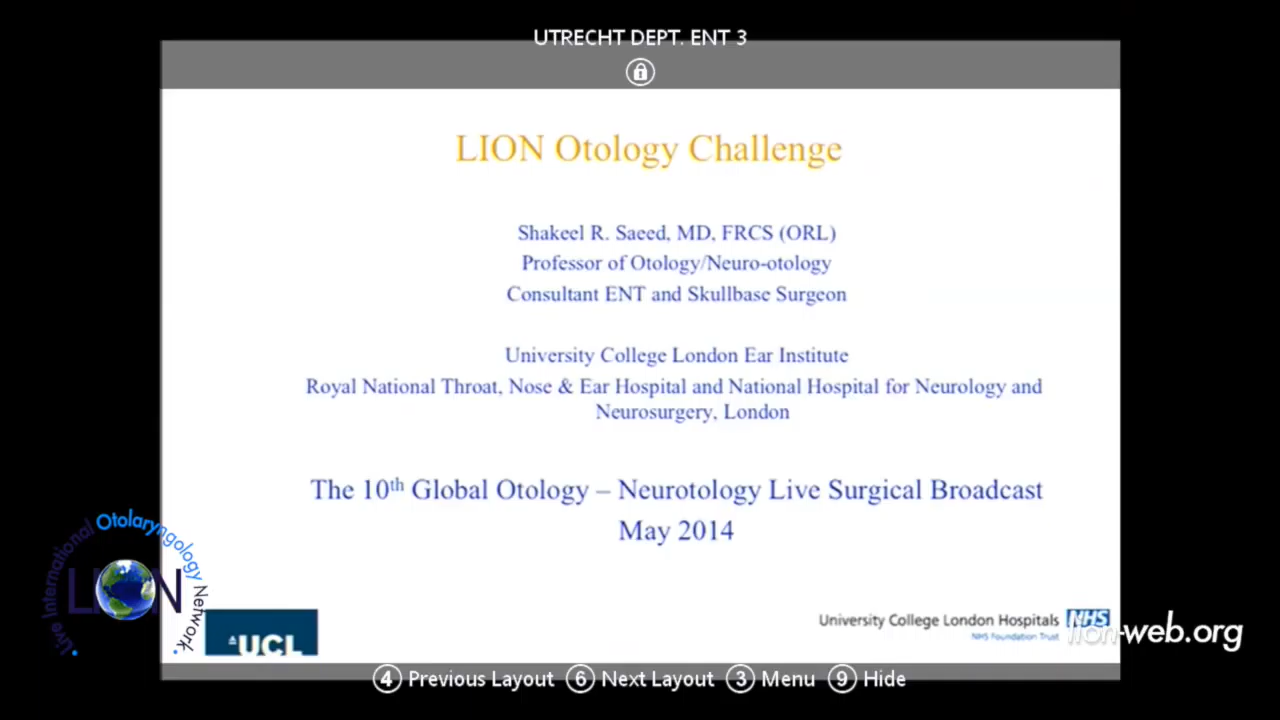 UTRECHT DEPT. ENT 3
LION Otology Challenge
Shakeel R. Saeed, MD, FRCS (ORL)
Professor of Otology/Neuro-otology
Consultant ENT and Skullbase Surgeon
University College London Ear Institute
Royal National Throat, Nose & Ear Hospital and National Hospital for Neurology and
Neurosurgery, London
The 10th Global Otology – Neurotology Live Surgical Broadcast
May 2014
Live International Otolaryngology Network
LION
UCL
University College London Hospitals NHS
NHS Foundation Trust
lion-web.org
4 Previous Layout 6 Next Layout 3 Menu 9 Hide